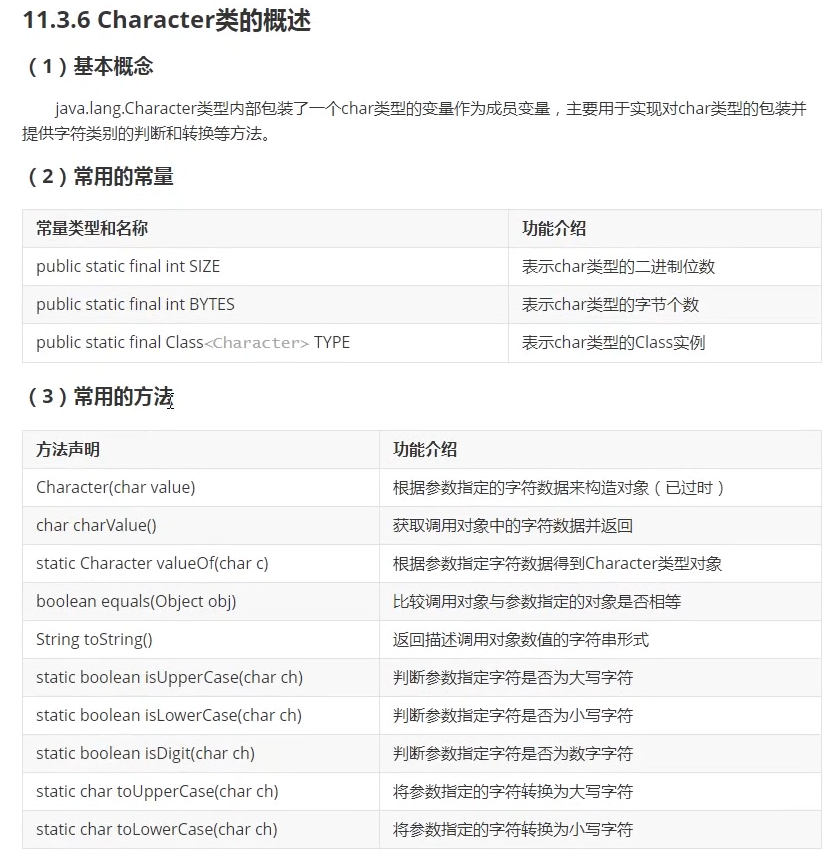 11.3.6 Character类的概述
（1）基本概念
java.lang.Character类型内部包装了一个char类型的变量作为成员变量，主要用于实现对char类型的包装并
提供字符类别的判断和转换等方法。
（2）常用的常量
常量类型和名称 功能介绍
public static final int SIZE 表示char类型的二进制位数
public static final int BYTES 表示char类型的字节个数
public static final Class<Character> TYPE 表示char类型的Class实例
（3）常用的方法
方法声明 功能介绍
Character(char value) 根据参数指定的字符数据来构造对象（已过时）
char charValue() 获取调用对象中的字符数据并返回
static Character valueOf(char c) 根据参数指定字符数据得到Character类型对象
boolean equals(Object obj) 比较调用对象与参数指定的对象是否相等
String toString() 返回描述调用对象数值的字符串形式
static boolean isUpperCase(char ch) 判断参数指定字符是否为大写字符
static boolean isLowerCase(char ch) 判断参数指定字符是否为小写字符
static boolean isDigit(char ch) 判断参数指定字符是否为数字字符
static char toUpperCase(char ch) 将参数指定的字符转换为大写字符
static char toLowerCase(char ch) 将参数指定的字符转换为小写字符